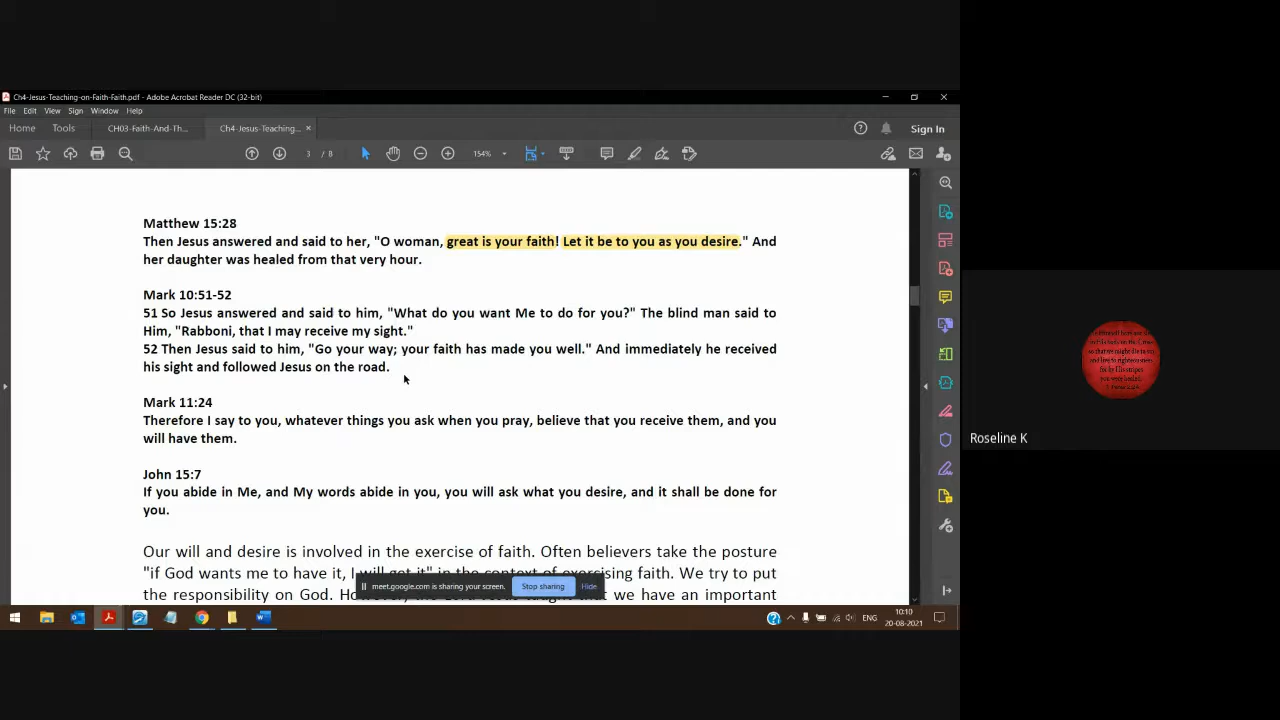 Ch4-Jesus-Teaching-on-Faith-Faith.pdf - Adobe Acrobat Reader DC (32-bit)
File Edit View Sign Window Help
Home Tools CH03-Faith-And-Th... Ch4-Jesus-Teaching... × Sign In
3 / 8 154%
Matthew 15:28
Then Jesus answered and said to her, "O woman, great is your faith! Let it be to you as you desire." And
her daughter was healed from that very hour.
Mark 10:51-52
51 So Jesus answered and said to him, "What do you want Me to do for you?" The blind man said to
Him, "Rabboni, that I may receive my sight."
52 Then Jesus said to him, "Go your way; your faith has made you well." And immediately he received
his sight and followed Jesus on the road.
Mark 11:24
Therefore I say to you, whatever things you ask when you pray, believe that you receive them, and you
will have them.
John 15:7
If you abide in Me, and My words abide in you, you will ask what you desire, and it shall be done for
you.
Our will and desire is involved in the exercise of faith. Often believers take the posture
"if God wants me to have it, I will get it" in the context of exercising faith. We try to put
the responsibility on God. we have an important
meet.google.com is sharing your screen. Stop sharing Hide
ENG 10:10
20-08-2021
Roseline K